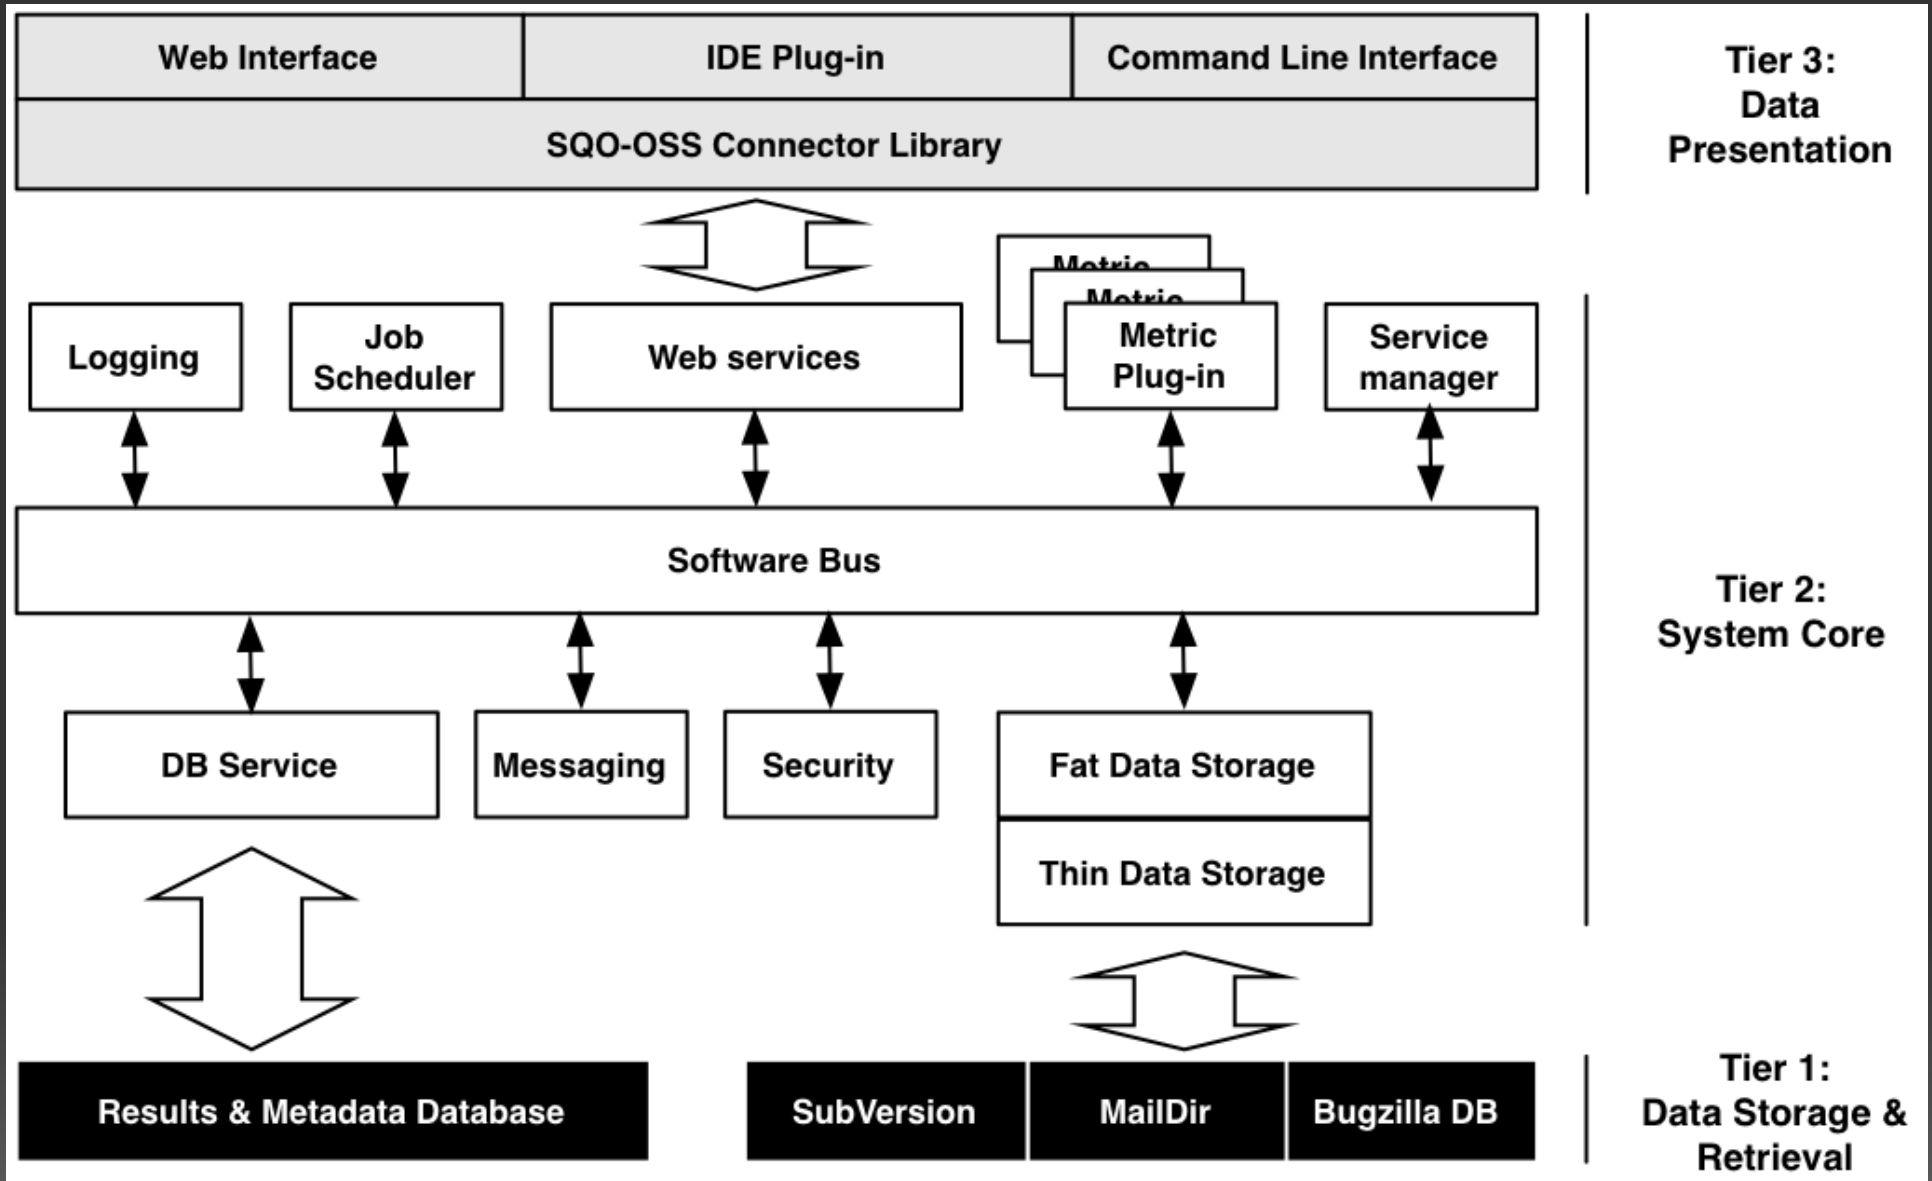 Web Interface
IDE Plug-in
Command Line Interface
SQO-OSS Connector Library
Tier 3:
Data
Presentation
Logging
Job
Scheduler
Web services
Metric
Metric
Metric
Plug-in
Service
manager
Software Bus
Tier 2:
System Core
DB Service
Messaging
Security
Fat Data Storage
Thin Data Storage
Results & Metadata Database
SubVersion
MailDir
Bugzilla DB
Tier 1:
Data Storage &
Retrieval